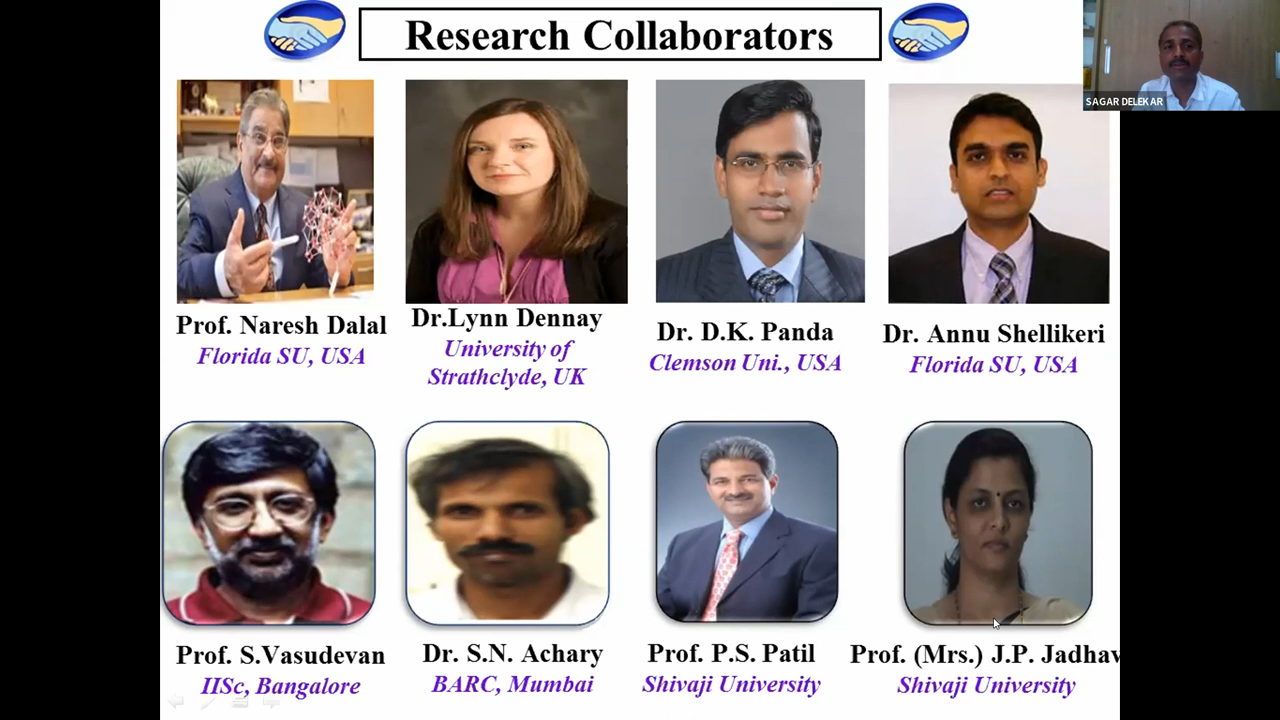 Research Collaborators
SAGAR DELEKAR
Prof. Naresh Dalal
Florida SU, USA
Dr.Lynn Dennay
University of
Strathclyde, UK
Dr. D.K. Panda
Clemson Uni., USA
Dr. Annu Shellikeri
Florida SU, USA
Prof. S.Vasudevan
IISc, Bangalore
Dr. S.N. Achary
BARC, Mumbai
Prof. P.S. Patil
Shivaji University
Prof. (Mrs.) J.P. Jadhav
Shivaji University